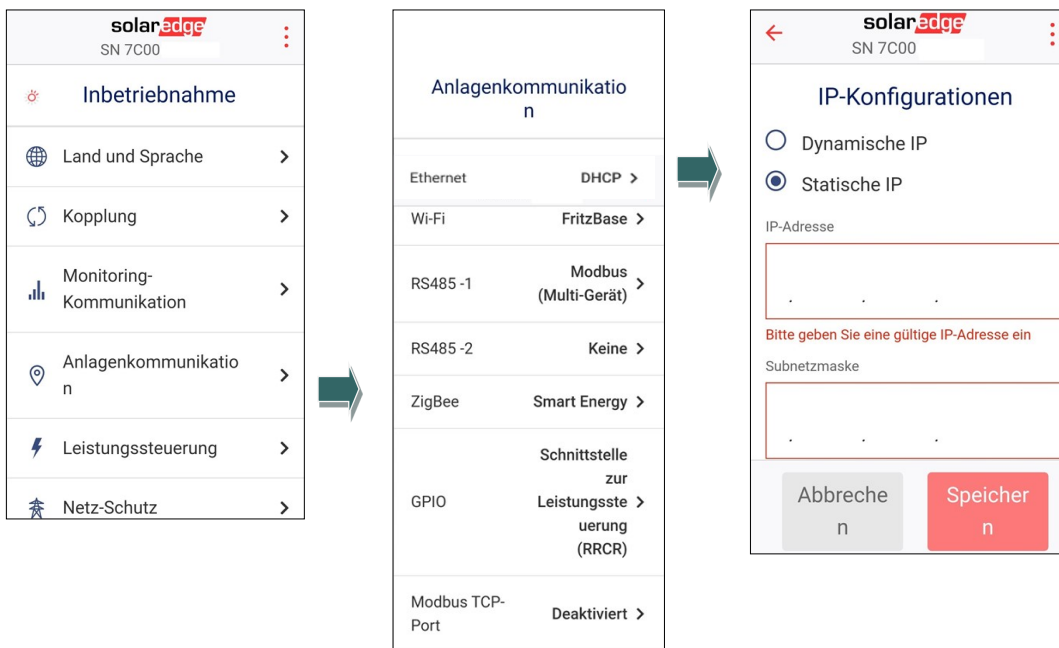 solaredge
SN 7C00
Inbetriebnahme
Land und Sprache
Kopplung
Monitoring-
Kommunikation
Anlagenkommunikatio
n
Leistungssteuerung
Netz-Schutz
Anlagenkommunikatio
n
Ethernet DHCP
Wi-Fi FritzBase
RS485 -1 Modbus
(Multi-Gerät)
RS485 -2 Keine
ZigBee Smart Energy
GPIO Schnittstelle
zur
Leistungsste
uerung
(RRCR)
Modbus TCP-
Port Deaktiviert
solaredge
SN 7C00
IP-Konfigurationen
Dynamische IP
Statische IP
IP-Adresse
. . .
Bitte geben Sie eine gültige IP-Adresse ein
Subnetzmaske
. . .
Abbreche
n
Speicher
n